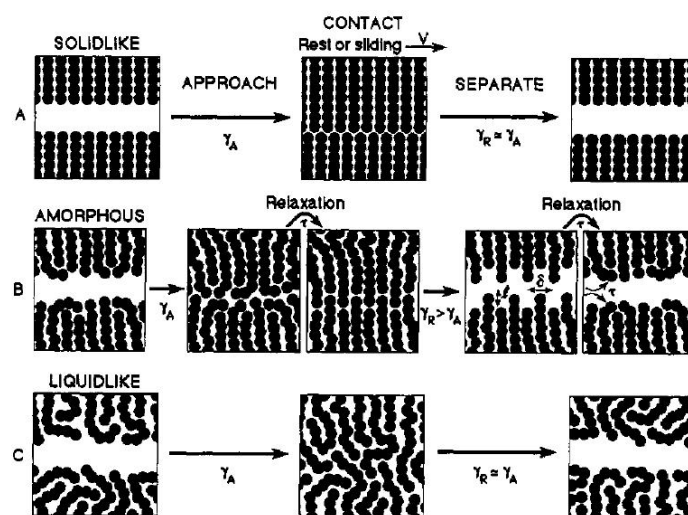 CONTACT
SOLIDLIKE
Rest or sliding V
APPROACH
SEPARATE
A
γA
γR ≃ γA
Relaxation
Relaxation
AMORPHOUS
τ
τ
B
γA
γR > γA
ℓ
δ
τ
LIQUIDLIKE
C
γA
γR ≃ γA